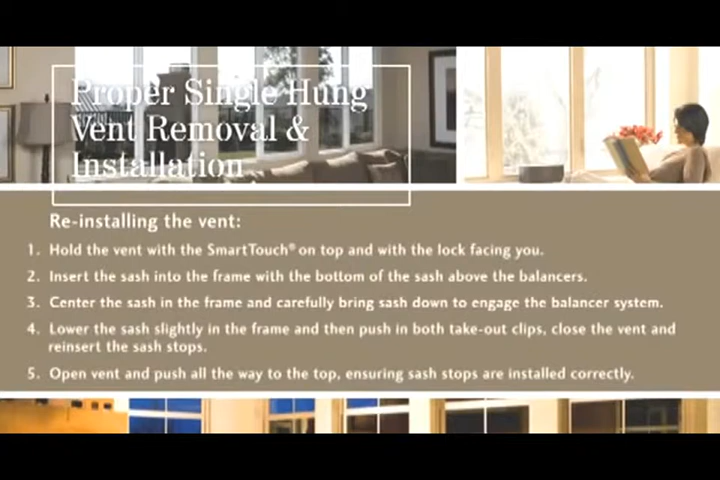 Proper Single Hung
Vent Removal &
Installation
Re-installing the vent:
1. Hold the vent with the SmartTouch® on top and with the lock facing you.
2. Insert the sash into the frame with the bottom of the sash above the balancers.
3. Center the sash in the frame and carefully bring sash down to engage the balancer system.
4. Lower the sash slightly in the frame and then push in both take-out clips, close the vent and
reinsert the sash stops.
5. Open vent and push all the way to the top, ensuring sash stops are installed correctly.